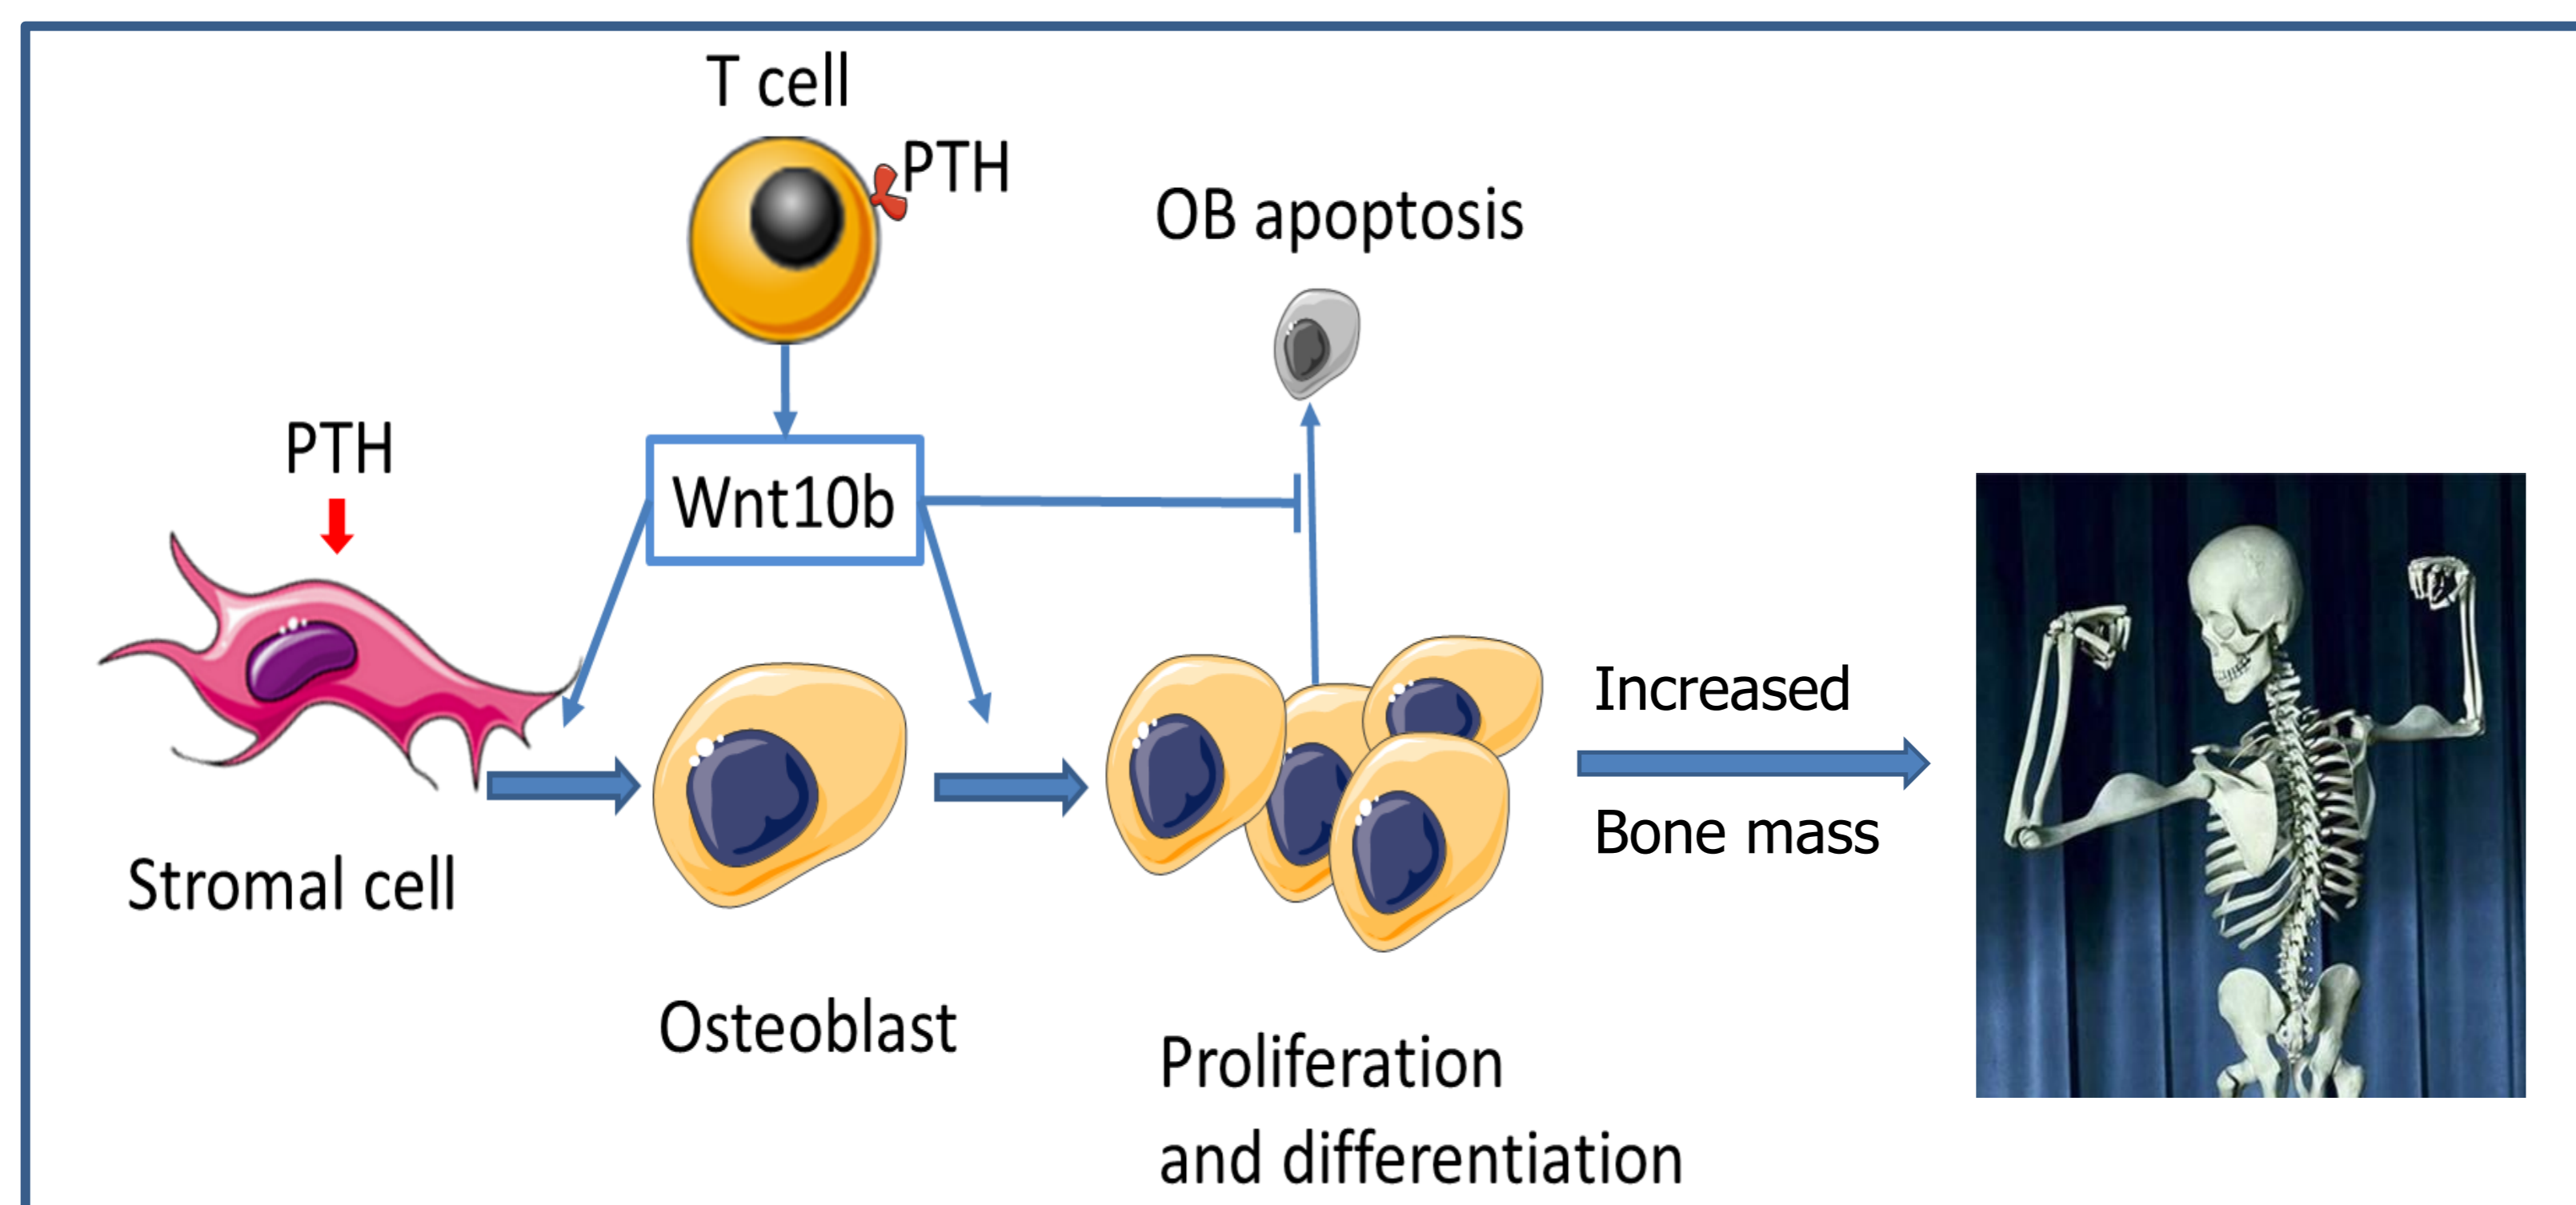 T cell
PTH
OB apoptosis
PTH
Wnt10b
Increased
Bone mass
Stromal cell
Osteoblast
Proliferation
and differentiation